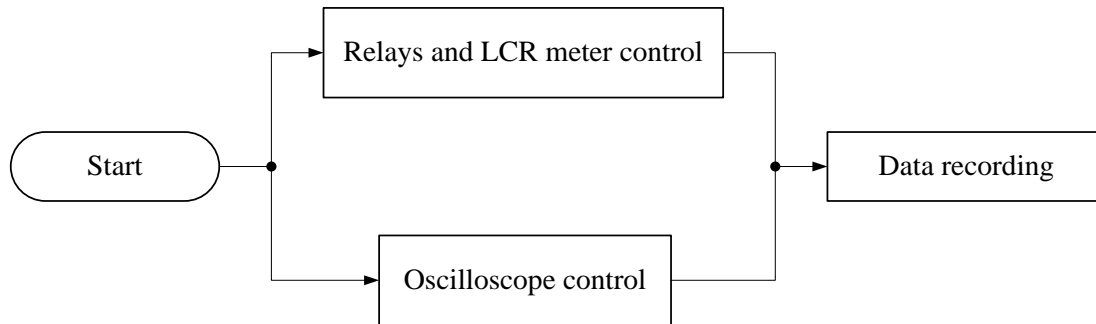 Relays and LCR meter control
Start
Data recording
Oscilloscope control